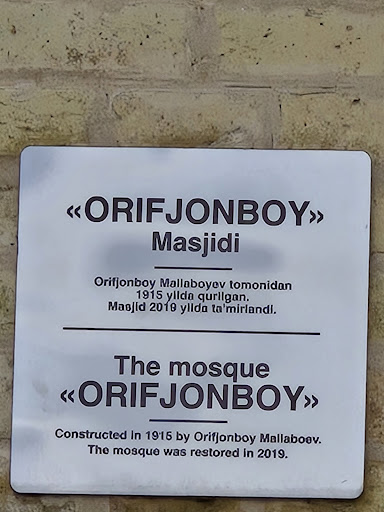 «ORIFJONBOY»
Masjidi
Orifjonboy Mallaboyev tomonidan
1915 yilda qurilgan.
Masjid 2019 yilda ta'mirlandi.
The mosque
«ORIFJONBOY»
Constructed in 1915 by Orifjonboy Mallaboev.
The mosque was restored in 2019.